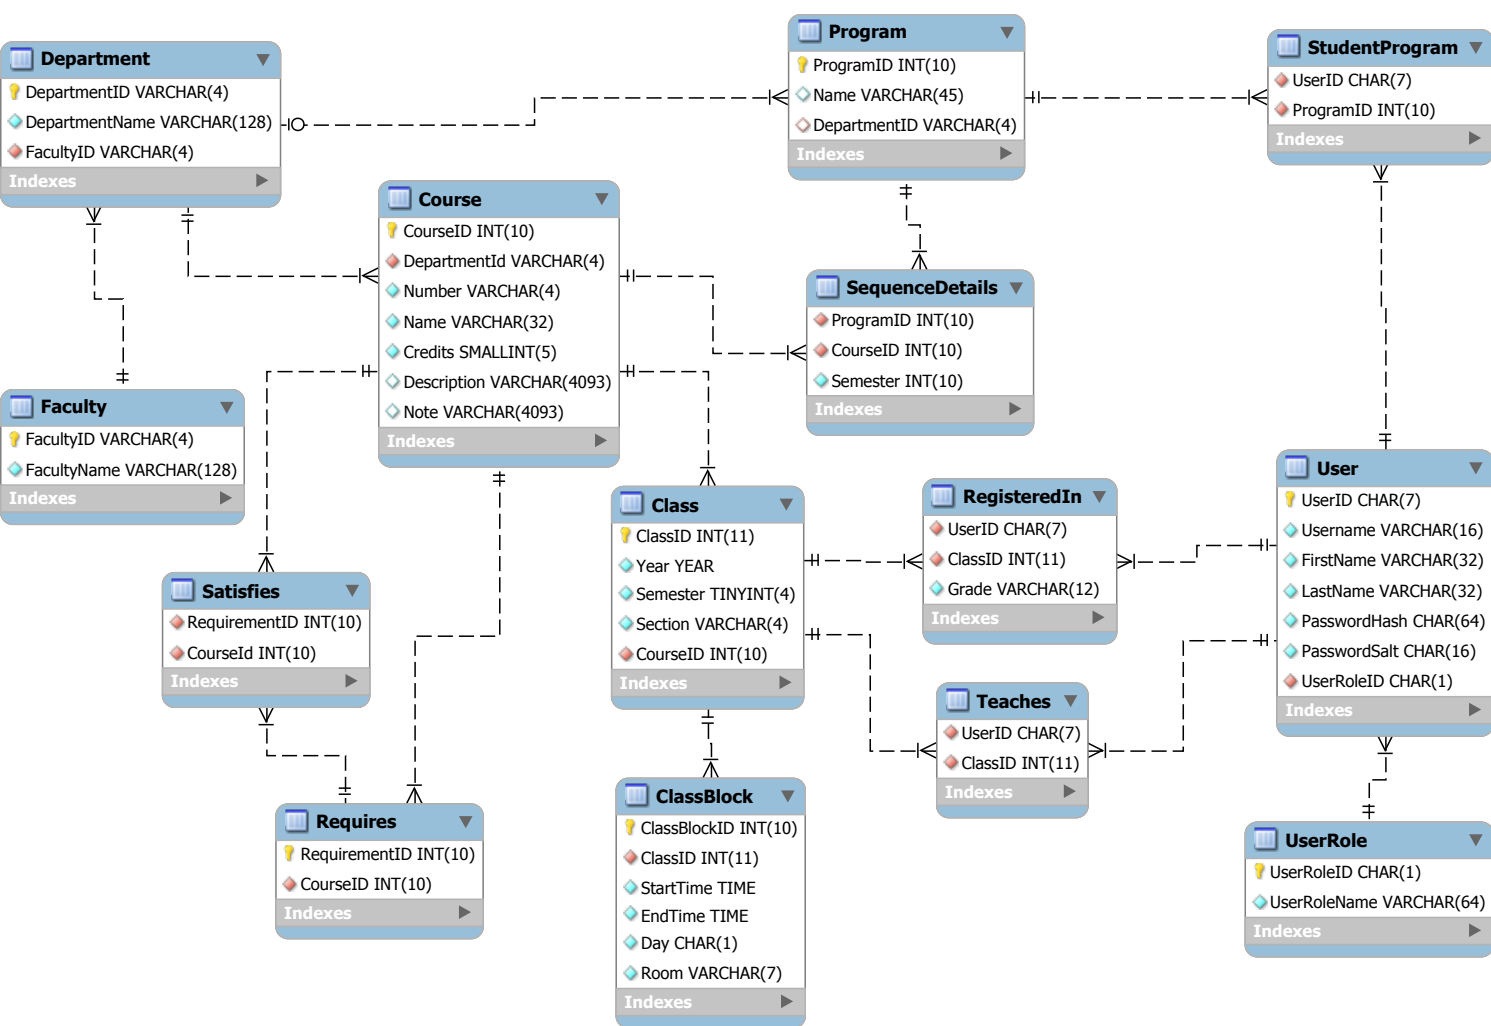 Department
DepartmentID VARCHAR(4)
DepartmentName VARCHAR(128)
FacultyID VARCHAR(4)
Indexes
Program
ProgramID INT(10)
Name VARCHAR(45)
DepartmentID VARCHAR(4)
Indexes
StudentProgram
UserID CHAR(7)
ProgramID INT(10)
Indexes
Course
CourseID INT(10)
DepartmentId VARCHAR(4)
Number VARCHAR(4)
Name VARCHAR(32)
Credits SMALLINT(5)
Description VARCHAR(4093)
Note VARCHAR(4093)
Indexes
SequenceDetails
ProgramID INT(10)
CourseID INT(10)
Semester INT(10)
Indexes
Faculty
FacultyID VARCHAR(4)
FacultyName VARCHAR(128)
Indexes
Class
ClassID INT(11)
Year YEAR
Semester TINYINT(4)
Section VARCHAR(4)
CourseID INT(10)
Indexes
RegisteredIn
UserID CHAR(7)
ClassID INT(11)
Grade VARCHAR(12)
Indexes
User
UserID CHAR(7)
Username VARCHAR(16)
FirstName VARCHAR(32)
LastName VARCHAR(32)
PasswordHash CHAR(64)
PasswordSalt CHAR(16)
UserRoleID CHAR(1)
Indexes
Satisfies
RequirementID INT(10)
CourseId INT(10)
Indexes
Teaches
UserID CHAR(7)
ClassID INT(11)
Indexes
Requires
RequirementID INT(10)
CourseID INT(10)
Indexes
ClassBlock
ClassBlockID INT(10)
ClassID INT(11)
StartTime TIME
EndTime TIME
Day CHAR(1)
Room VARCHAR(7)
Indexes
UserRole
UserRoleID CHAR(1)
UserRoleName VARCHAR(64)
Indexes